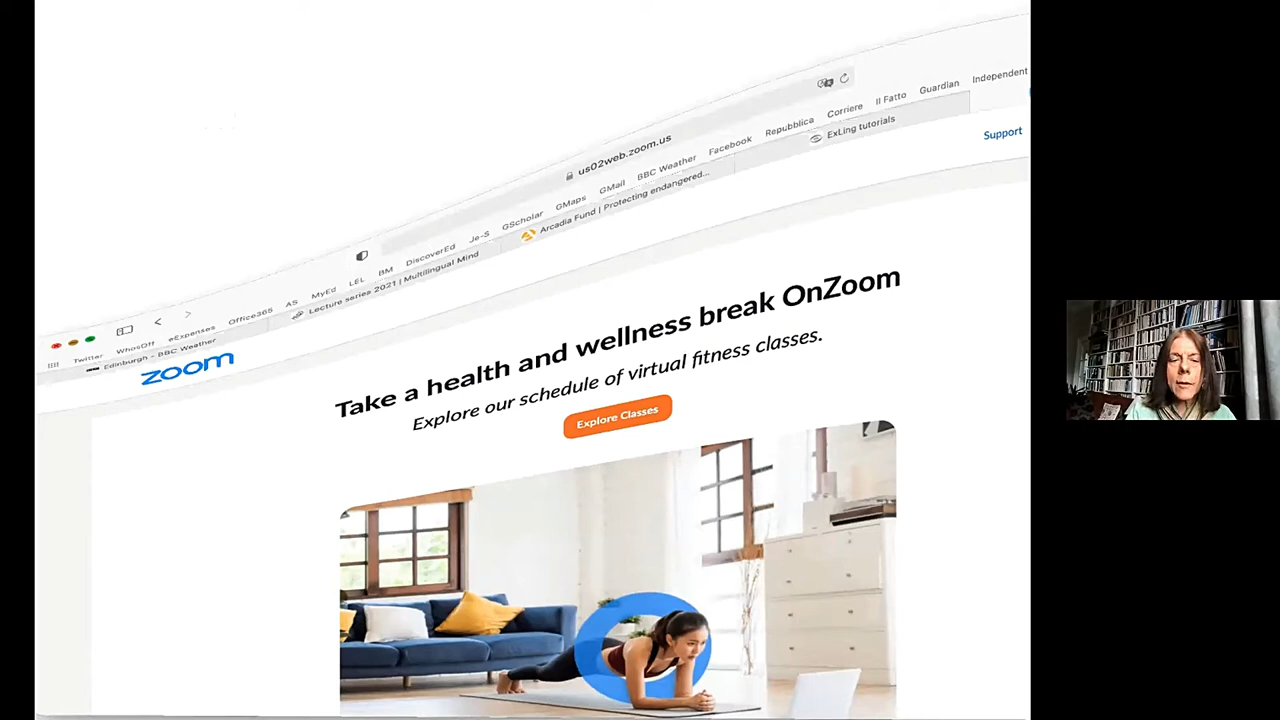 us02web.zoom.us
Twitter WhosOff eExpenses Office365 AS MyEd LEL BM DiscoverEd Je-S GScholar GMaps GMail BBC Weather Facebook Repubblica Corriere Il Fatto Guardian Independent
Edinburgh - BBC Weather
Lecture series 2021 | Multilingual Mind
Arcadia Fund | Protecting endangered...
ExLing tutorials
Support
zoom
Take a health and wellness break OnZoom
Explore our schedule of virtual fitness classes.
Explore Classes